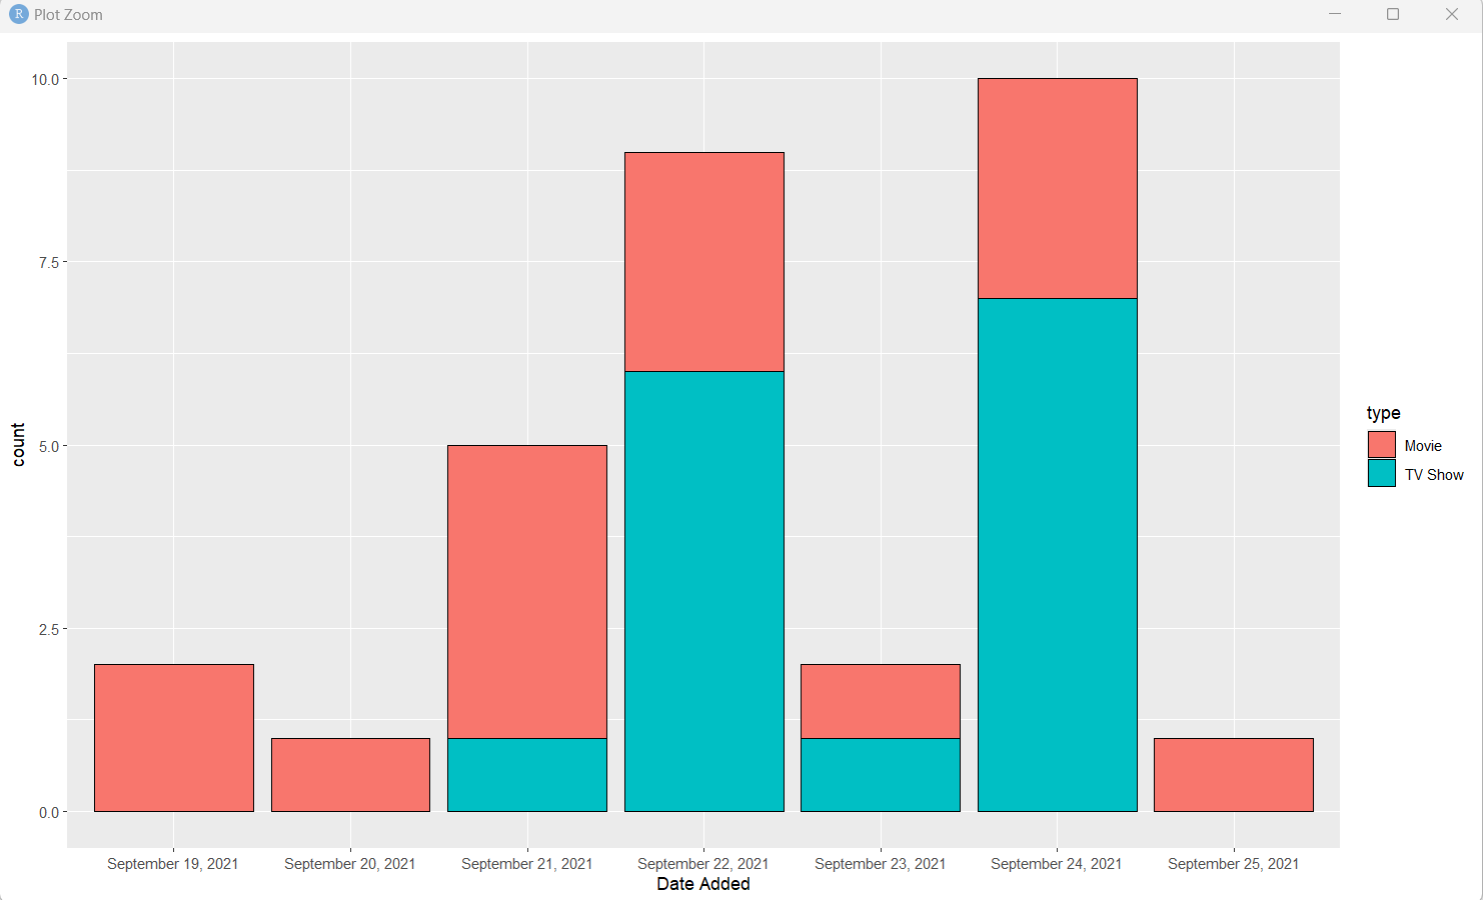 R Plot Zoom
10.0
7.5
5.0
2.5
0.0
count
September 19, 2021 September 20, 2021 September 21, 2021 September 22, 2021 September 23, 2021 September 24, 2021 September 25, 2021
Date Added
type
Movie
TV Show